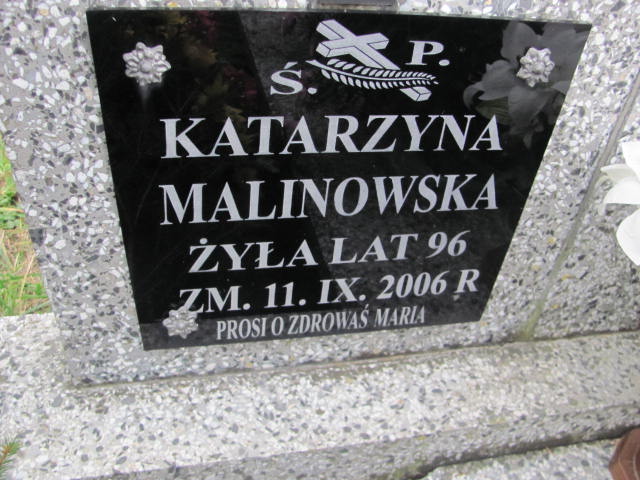 Ś. P.
KATARZYNA
MALINOWSKA
ŻYŁA LAT 96
ZM. 11. IX. 2006 R
PROSI O ZDROWAŚ MARIA